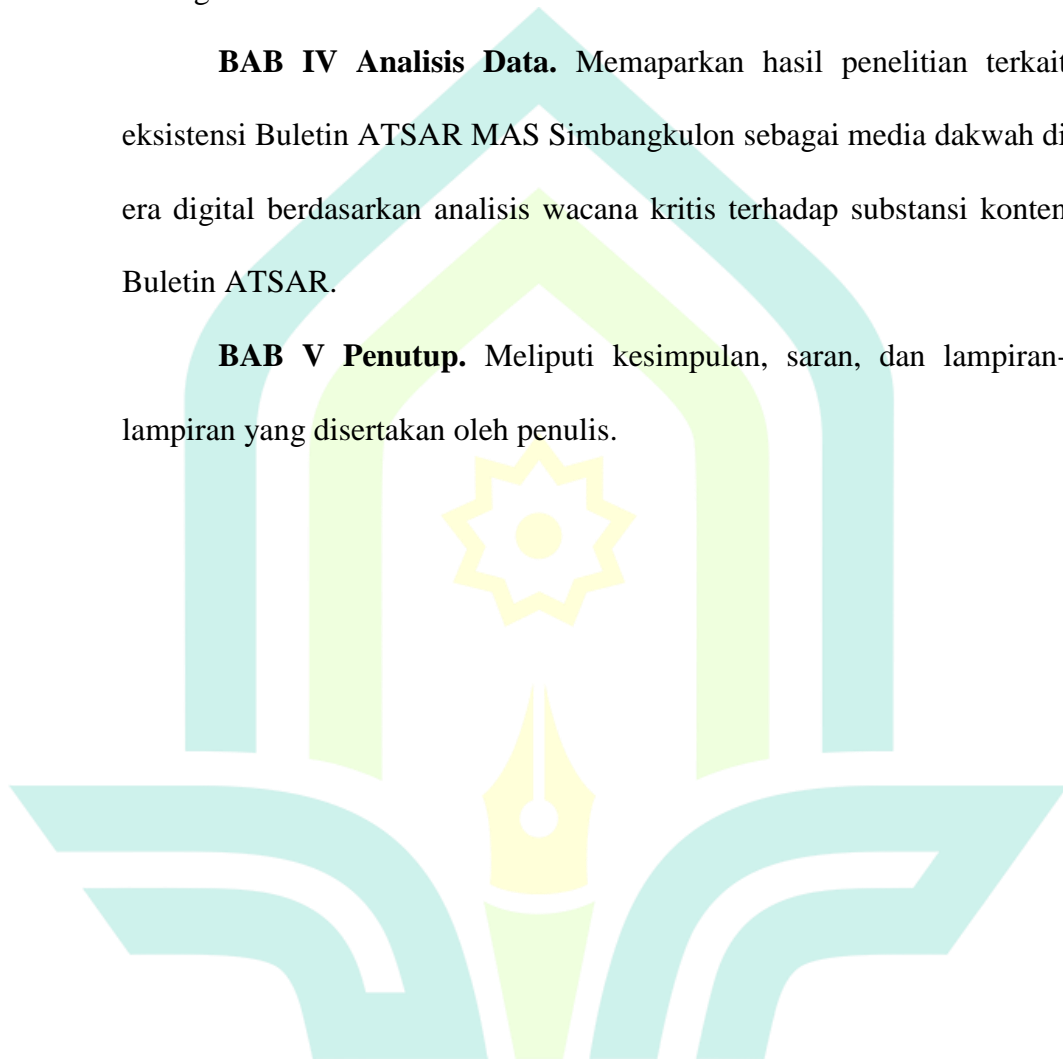 BAB IV Analisis Data. Memaparkan hasil penelitian terkait
eksistensi Buletin ATSAR MAS Simbangkulon sebagai media dakwah di
era digital berdasarkan analisis wacana kritis terhadap substansi konten
Buletin ATSAR.
BAB V Penutup. Meliputi kesimpulan, saran, dan lampiran-
lampiran yang disertakan oleh penulis.